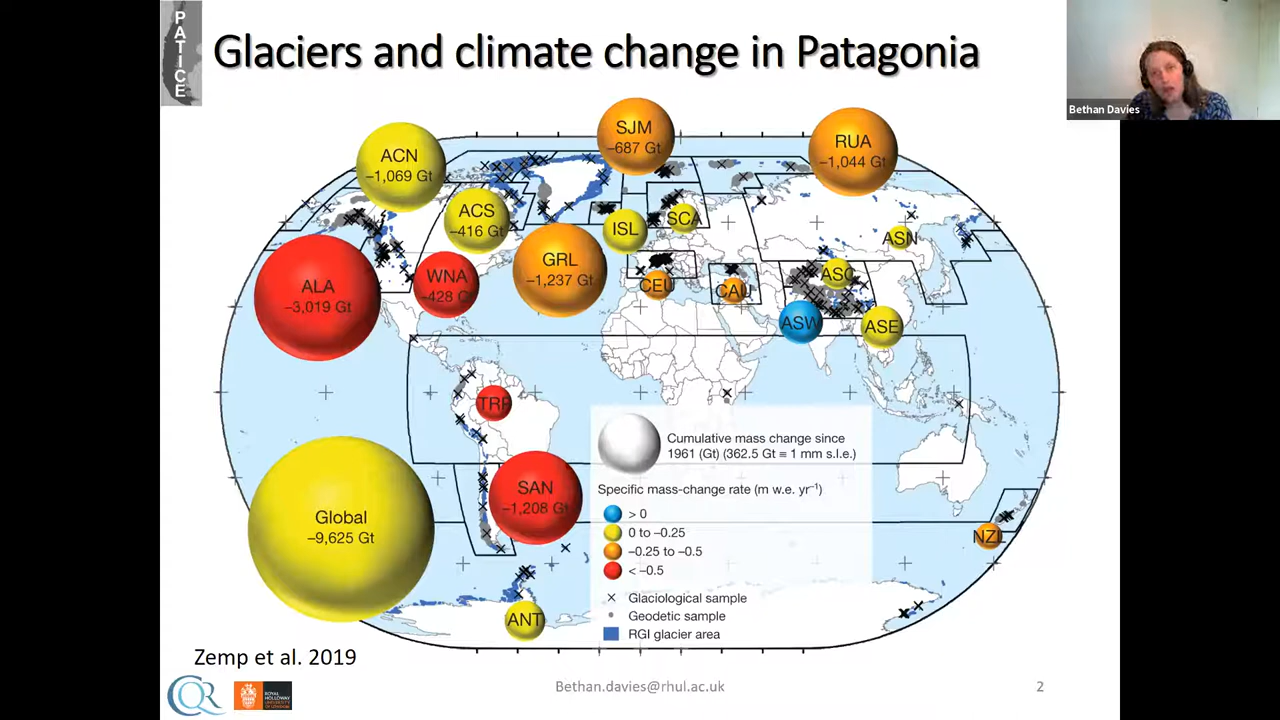 PATICE
Glaciers and climate change in Patagonia
Bethan Davies
ACN
−1,069 Gt
SJM
−687 Gt
RUA
−1,044 Gt
ACS
−416 Gt
ISL
SCA
ASN
ALA
−3,019 Gt
WNA
−428 Gt
GRL
−1,237 Gt
CEU
CAU
ASC
ASW
ASE
TRP
SAN
−1,208 Gt
Global
−9,625 Gt
ANT
NZL
Cumulative mass change since
1961 (Gt) (362.5 Gt ≡ 1 mm s.l.e.)
Specific mass-change rate (m w.e. yr⁻¹)
> 0
0 to −0.25
−0.25 to −0.5
< −0.5
Glaciological sample
Geodetic sample
RGI glacier area
Zemp et al. 2019
Bethan.davies@rhul.ac.uk
2
QR
ROYAL
HOLLOWAY